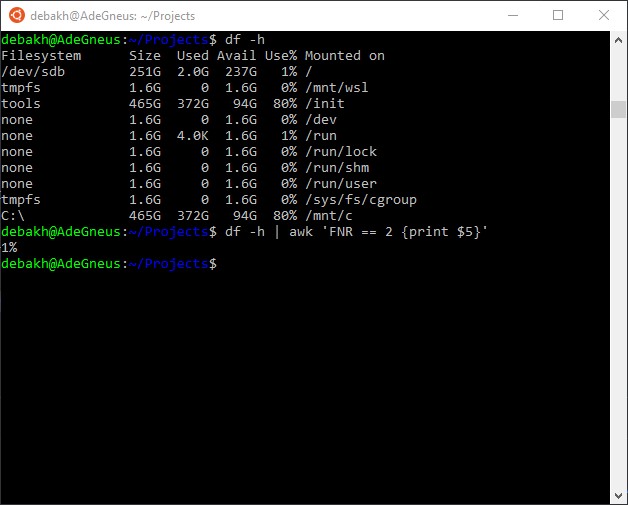 debakh@AdeGneus: ~/Projects
debakh@AdeGneus:~/Projects$ df -h
Filesystem      Size  Used Avail Use% Mounted on
/dev/sdb        251G  2.0G  237G   1% /
tmpfs           1.6G     0  1.6G   0% /mnt/wsl
tools           465G  372G   94G  80% /init
none            1.6G     0  1.6G   0% /dev
none            1.6G  4.0K  1.6G   1% /run
none            1.6G     0  1.6G   0% /run/lock
none            1.6G     0  1.6G   0% /run/shm
none            1.6G     0  1.6G   0% /run/user
tmpfs           1.6G     0  1.6G   0% /sys/fs/cgroup
C:\             465G  372G   94G  80% /mnt/c
debakh@AdeGneus:~/Projects$ df -h | awk 'FNR == 2 {print $5}'
1%
debakh@AdeGneus:~/Projects$